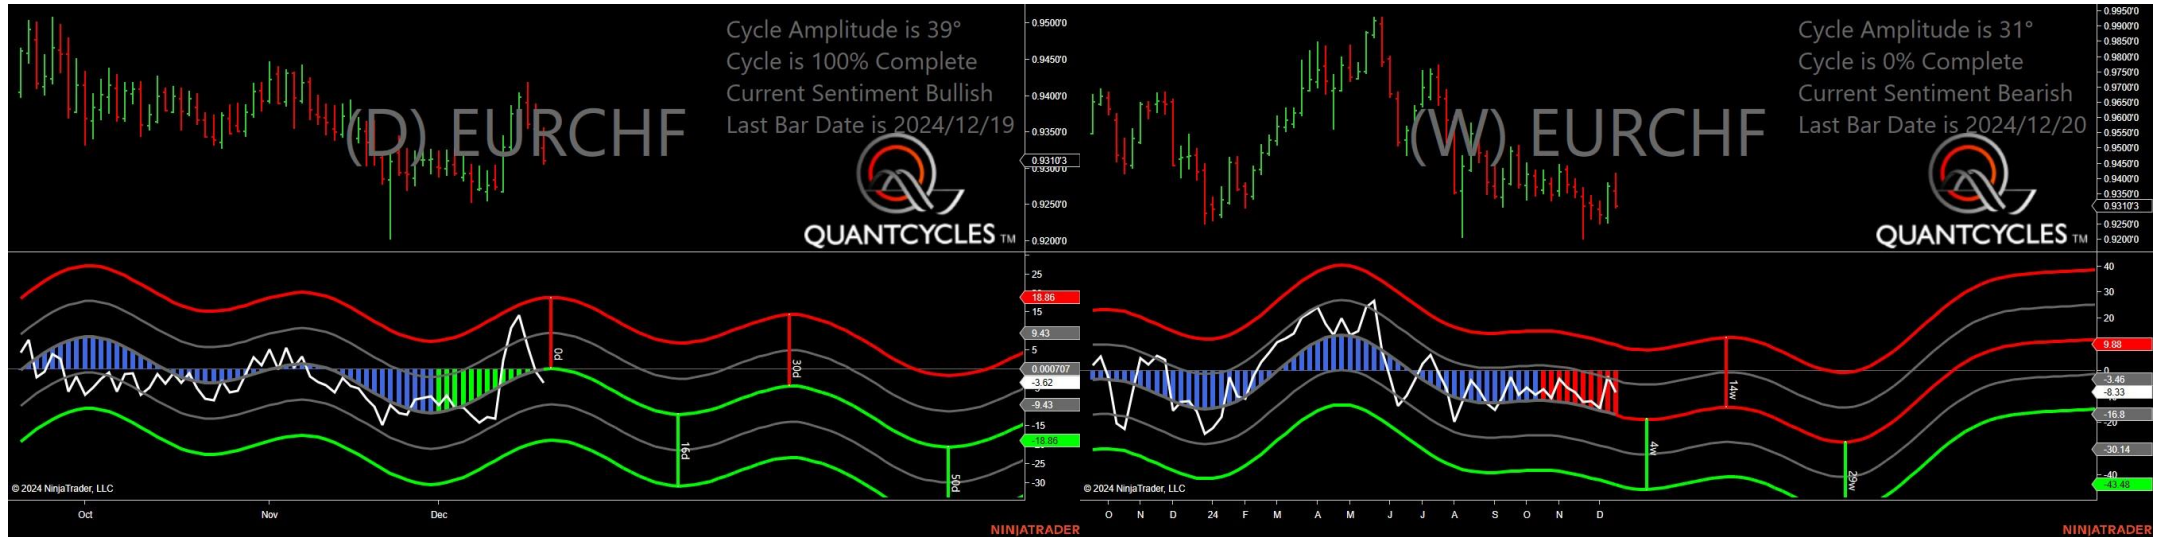 Cycle Amplitude is 39°
Cycle is 100% Complete
Current Sentiment Bullish
Last Bar Date is 2024/12/19
(D) EURCHF
QUANTCYCLES TM
0.9500'0
0.9450'0
0.9400'0
0.9350'0
0.9310'3
0.9300'0
0.9250'0
0.9200'0
25
18.86
15
9.43
5
0.000707
-3.62
-9.43
-15
-18.86
-25
-30
0d
16d
30d
50d
© 2024 NinjaTrader, LLC
Oct Nov Dec
NINJATRADER
Cycle Amplitude is 31°
Cycle is 0% Complete
Current Sentiment Bearish
Last Bar Date is 2024/12/20
(W) EURCHF
QUANTCYCLES TM
0.9950'0
0.9900'0
0.9850'0
0.9800'0
0.9750'0
0.9700'0
0.9650'0
0.9600'0
0.9550'0
0.9500'0
0.9450'0
0.9400'0
0.9350'0
0.9310'3
0.9250'0
0.9200'0
40
30
20
9.88
0
-3.46
-8.33
-16.8
-20
-30.14
-40
-43.48
4w
14w
29w
© 2024 NinjaTrader, LLC
O N D 24 F M A M J J A S O N D
NINJATRADER